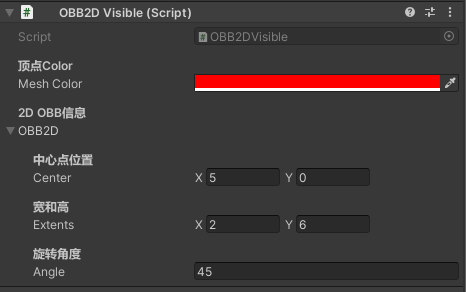 OBB2D Visible (Script)
Script OBB2DVisible
顶点Color
Mesh Color
2D OBB信息
OBB2D
中心点位置
Center X 5 Y 0
宽和高
Extents X 2 Y 6
旋转角度
Angle 45